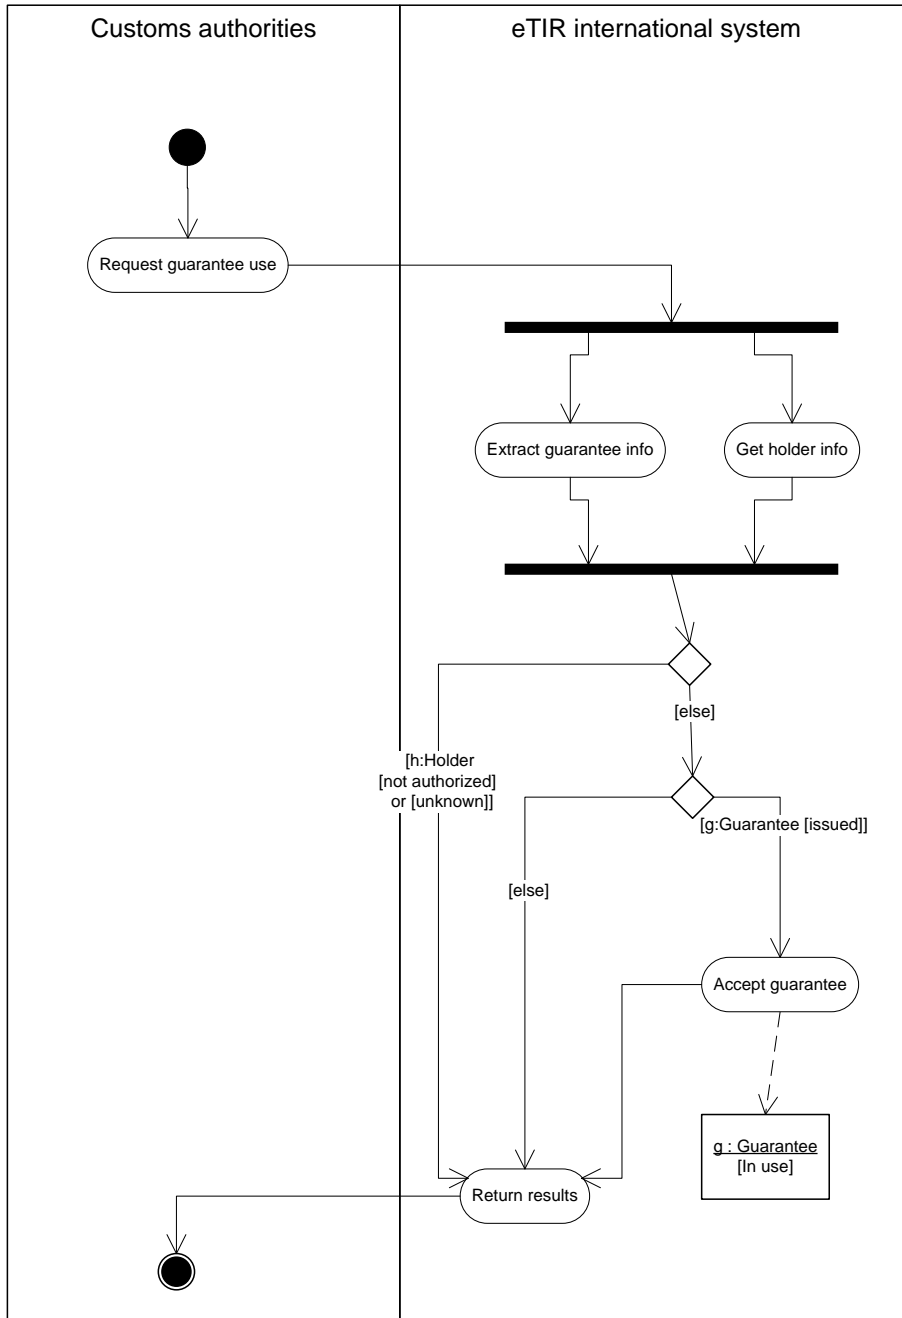 Customs authorities
eTIR international system
Request guarantee use
Extract guarantee info
Get holder info
[else]
[h:Holder
[not authorized]
or [unknown]]
[g:Guarantee [issued]]
[else]
Accept guarantee
g : Guarantee
[In use]
Return results